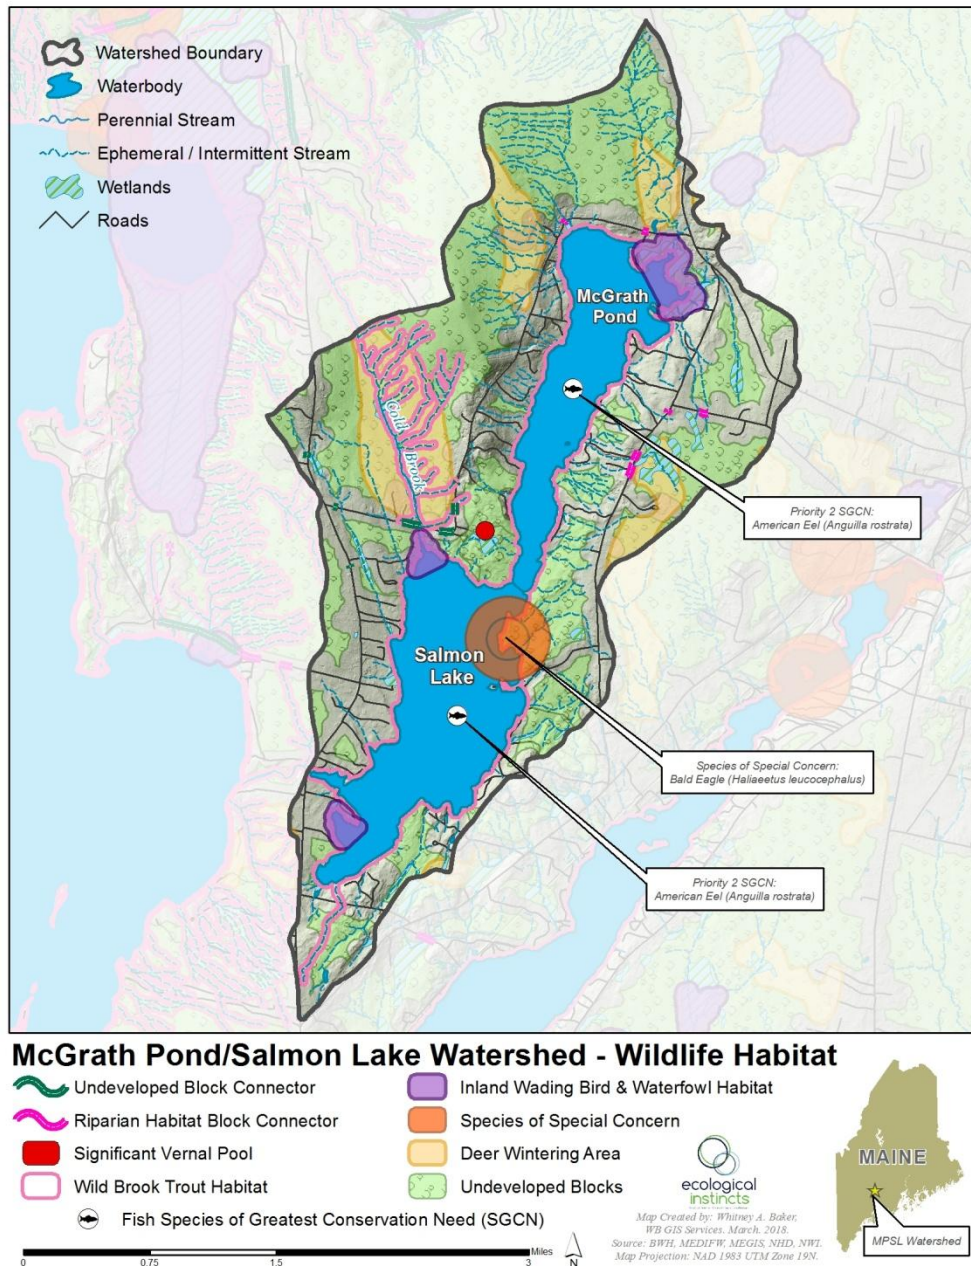 Watershed Boundary
Waterbody
Perennial Stream
Ephemeral / Intermittent Stream
Wetlands
Roads
McGrath
Pond
Cold
Brook
Priority 2 SGCN:
American Eel (Anguilla rostrata)
Salmon
Lake
Species of Special Concern:
Bald Eagle (Haliaeetus leucocephalus)
Priority 2 SGCN:
American Eel (Anguilla rostrata)
McGrath Pond/Salmon Lake Watershed - Wildlife Habitat
Undeveloped Block Connector
Riparian Habitat Block Connector
Significant Vernal Pool
Wild Brook Trout Habitat
Inland Wading Bird & Waterfowl Habitat
Species of Special Concern
Deer Wintering Area
Undeveloped Blocks
Fish Species of Greatest Conservation Need (SGCN)
Miles
0
0.75
1.5
3
N
ecological
instincts
Map Created by: Whitney A. Baker,
WB GIS Services. March. 2018.
Source: BWH, MEDIFW, MEGIS, NHD, NWI.
Map Projection: NAD 1983 UTM Zone 19N.
MAINE
MPSL Watershed